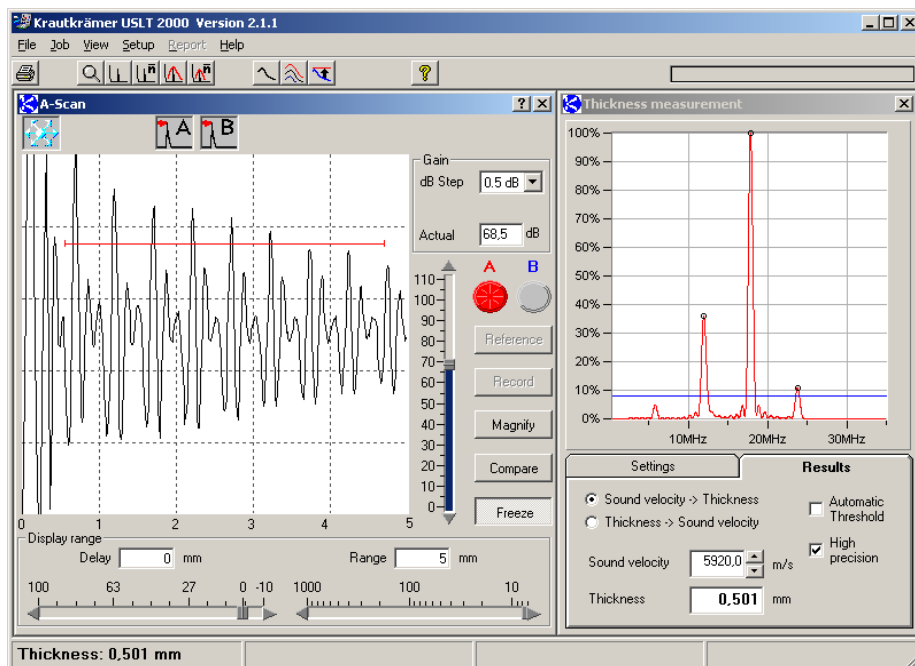 Krautkrämer USLT 2000 Version 2.1.1
File Job View Setup Report Help
A-Scan
A B
Gain
dB Step 0.5 dB
Actual 68,5 dB
A B
110
100
90
80
70
60
50
40
30
20
10
0
Reference
Record
Magnify
Compare
Freeze
0 1 2 3 4 5
Display range
Delay 0 mm Range 5 mm
100 63 27 0 -10 1000 100 10
Thickness measurement
100%
90%
80%
70%
60%
50%
40%
30%
20%
10%
0%
10MHz 20MHz 30MHz
Settings Results
Sound velocity -> Thickness
Thickness -> Sound velocity
Automatic
Threshold
High
precision
Sound velocity 5920,0 m/s
Thickness 0,501 mm
Thickness: 0,501 mm